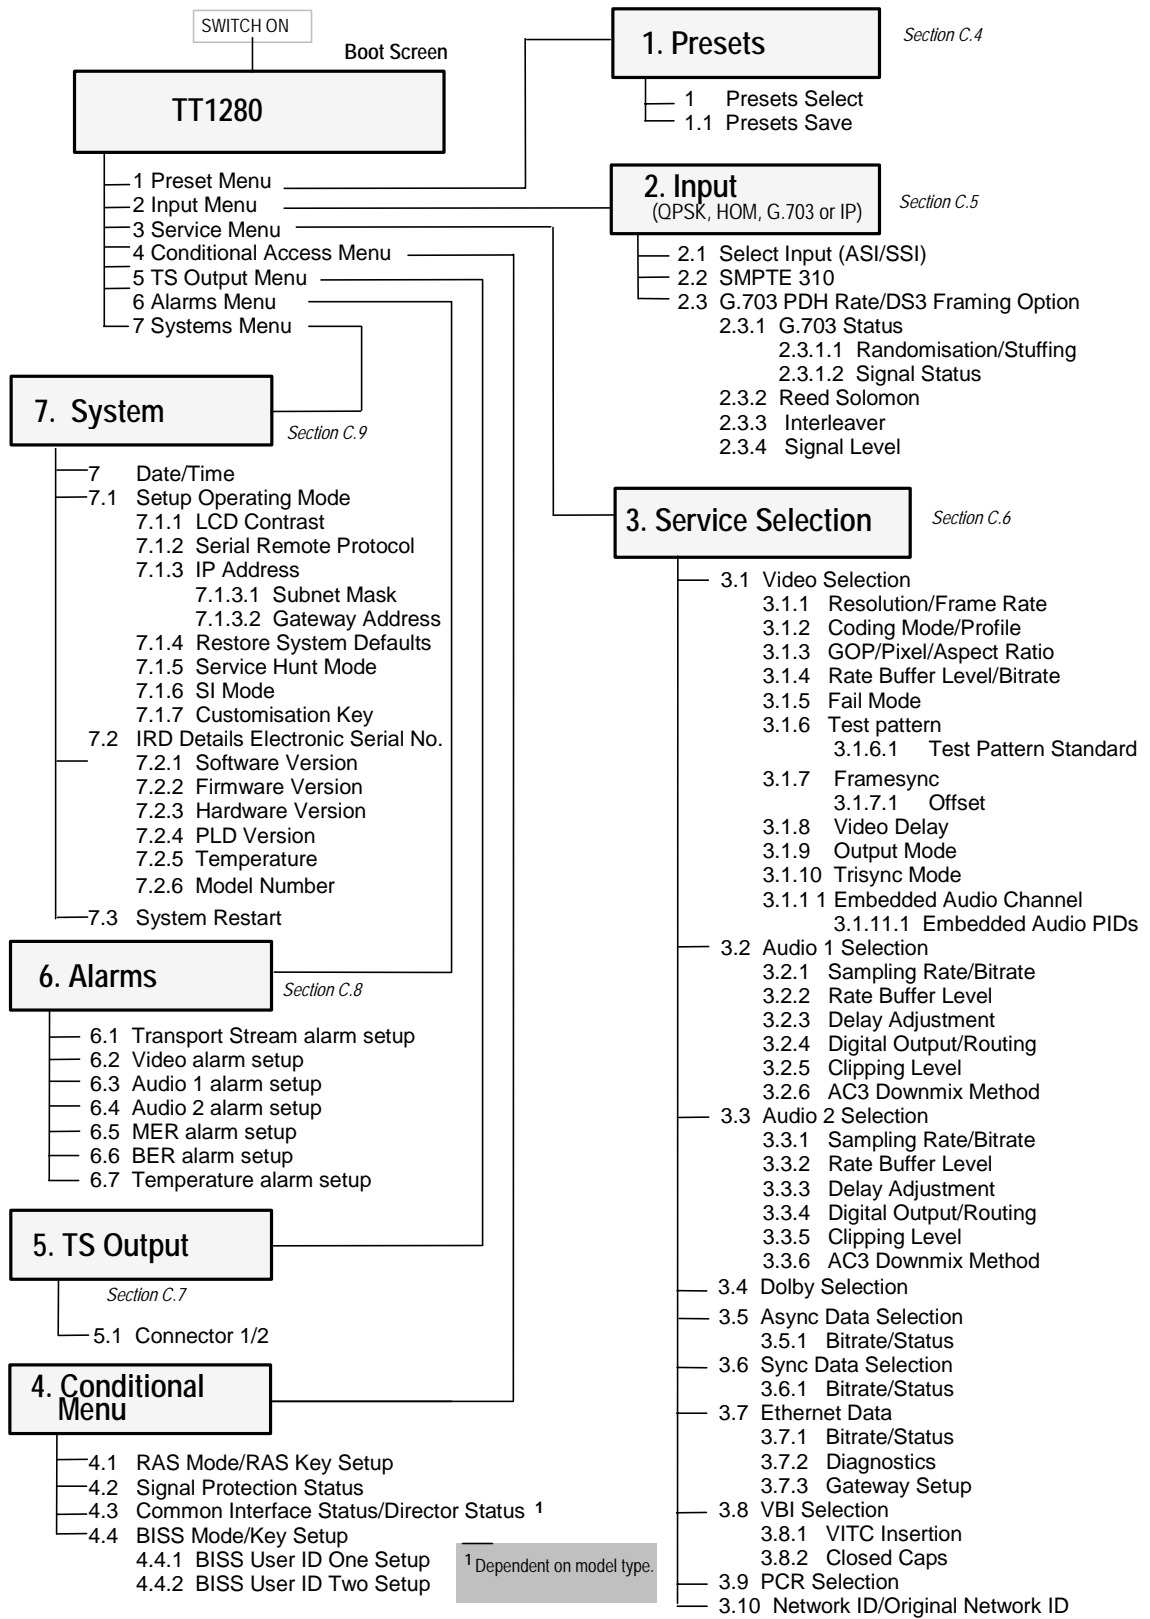 SWITCH ON
Boot Screen
TT1280
1 Preset Menu
2 Input Menu
3 Service Menu
4 Conditional Access Menu
5 TS Output Menu
6 Alarms Menu
7 Systems Menu
1. Presets
Section C.4
1 Presets Select
1.1 Presets Save
2. Input
(QPSK, HOM, G.703 or IP)
Section C.5
2.1 Select Input (ASI/SSI)
2.2 SMPTE 310
2.3 G.703 PDH Rate/DS3 Framing Option
2.3.1 G.703 Status
2.3.1.1 Randomisation/Stuffing
2.3.1.2 Signal Status
2.3.2 Reed Solomon
2.3.3 Interleaver
2.3.4 Signal Level
3. Service Selection
Section C.6
3.1 Video Selection
3.1.1 Resolution/Frame Rate
3.1.2 Coding Mode/Profile
3.1.3 GOP/Pixel/Aspect Ratio
3.1.4 Rate Buffer Level/Bitrate
3.1.5 Fail Mode
3.1.6 Test pattern
3.1.6.1 Test Pattern Standard
3.1.7 Framesync
3.1.7.1 Offset
3.1.8 Video Delay
3.1.9 Output Mode
3.1.10 Trisync Mode
3.1.1 1 Embedded Audio Channel
3.1.11.1 Embedded Audio PIDs
3.2 Audio 1 Selection
3.2.1 Sampling Rate/Bitrate
3.2.2 Rate Buffer Level
3.2.3 Delay Adjustment
3.2.4 Digital Output/Routing
3.2.5 Clipping Level
3.2.6 AC3 Downmix Method
3.3 Audio 2 Selection
3.3.1 Sampling Rate/Bitrate
3.3.2 Rate Buffer Level
3.3.3 Delay Adjustment
3.3.4 Digital Output/Routing
3.3.5 Clipping Level
3.3.6 AC3 Downmix Method
3.4 Dolby Selection
3.5 Async Data Selection
3.5.1 Bitrate/Status
3.6 Sync Data Selection
3.6.1 Bitrate/Status
3.7 Ethernet Data
3.7.1 Bitrate/Status
3.7.2 Diagnostics
3.7.3 Gateway Setup
3.8 VBI Selection
3.8.1 VITC Insertion
3.8.2 Closed Caps
3.9 PCR Selection
3.10 Network ID/Original Network ID
7. System
Section C.9
7 Date/Time
7.1 Setup Operating Mode
7.1.1 LCD Contrast
7.1.2 Serial Remote Protocol
7.1.3 IP Address
7.1.3.1 Subnet Mask
7.1.3.2 Gateway Address
7.1.4 Restore System Defaults
7.1.5 Service Hunt Mode
7.1.6 SI Mode
7.1.7 Customisation Key
7.2 IRD Details Electronic Serial No.
7.2.1 Software Version
7.2.2 Firmware Version
7.2.3 Hardware Version
7.2.4 PLD Version
7.2.5 Temperature
7.2.6 Model Number
7.3 System Restart
6. Alarms
Section C.8
6.1 Transport Stream alarm setup
6.2 Video alarm setup
6.3 Audio 1 alarm setup
6.4 Audio 2 alarm setup
6.5 MER alarm setup
6.6 BER alarm setup
6.7 Temperature alarm setup
5. TS Output
Section C.7
5.1 Connector 1/2
4. Conditional
Menu
4.1 RAS Mode/RAS Key Setup
4.2 Signal Protection Status
4.3 Common Interface Status/Director Status 1
4.4 BISS Mode/Key Setup
4.4.1 BISS User ID One Setup
4.4.2 BISS User ID Two Setup
1 Dependent on model type.